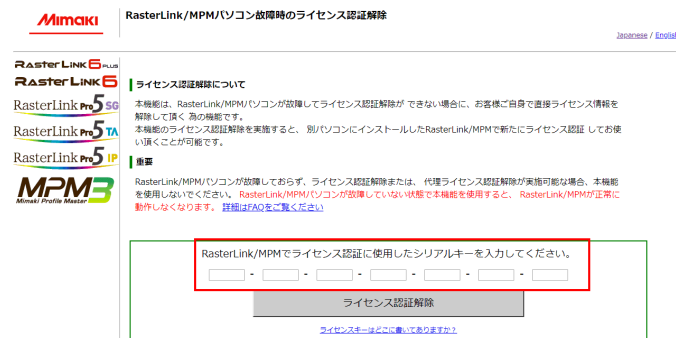 Mimaki
RasterLink/MPMパソコン故障時のライセンス認証解除
Japanese / English
RASTERLINK6PLUS
RASTERLINK6
RasterLink Pro5 SG
RasterLink Pro5 TA
RasterLink Pro5 IP
MPM3
Mimaki Profile Master
ライセンス認証解除について
本機能は、RasterLink/MPMパソコンが故障してライセンス認証解除が できない場合に、お客様ご自身で直接ライセンス情報を
解除して頂く 為の機能です。
本機能のライセンス認証解除を実施すると、 別パソコンにインストールしたRasterLink/MPMで新たにライセンス認証 してお使
い頂くことが可能です。
重要
RasterLink/MPMパソコンが故障しておらず、ライセンス認証解除または、 代理ライセンス認証解除が実施可能な場合、本機能
を使用しないでください。 RasterLink/MPMパソコンが故障していない状態で本機能を使用すると、 RasterLink/MPMが正常に
動作しなくなります。 詳細はFAQをご覧ください
RasterLink/MPMでライセンス認証に使用したシリアルキーを入力してください。
- - - - - -
ライセンス認証解除
ライセンスキーはどこに書いてありますか？